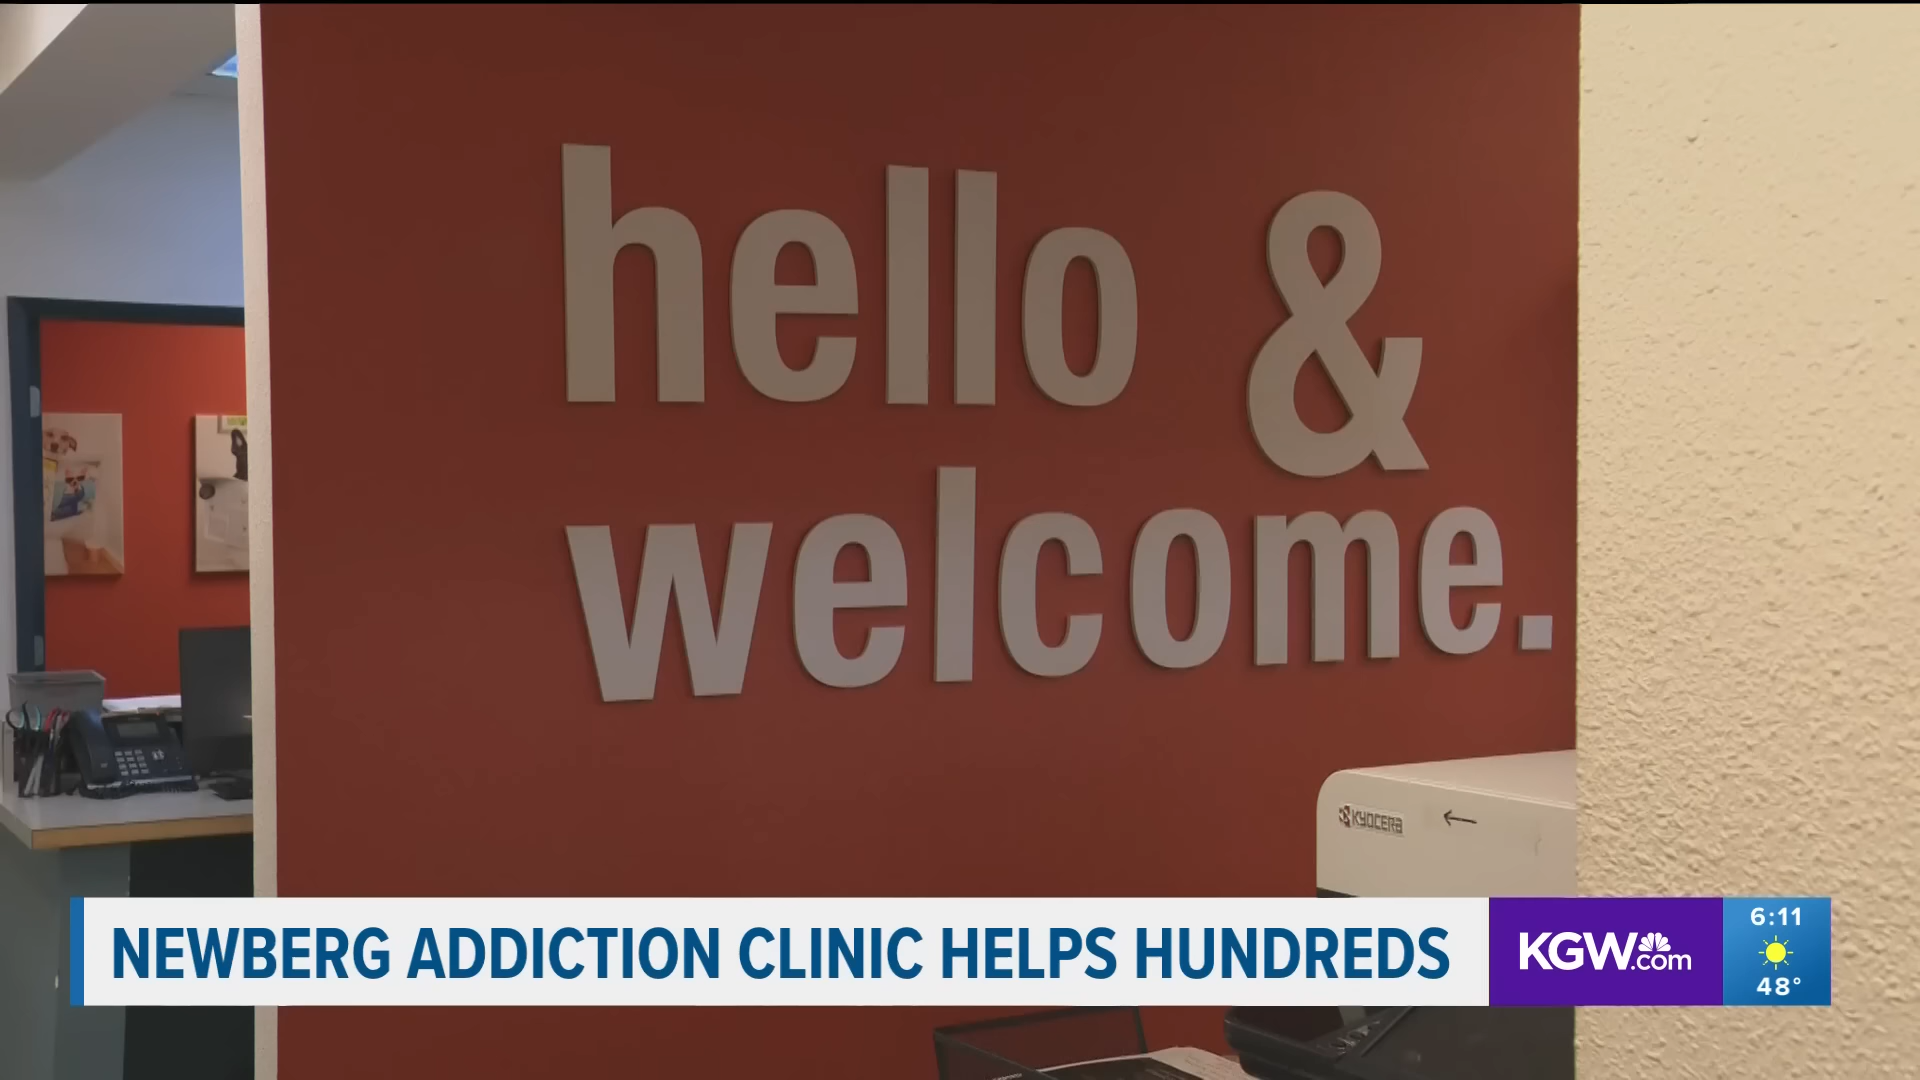 hello &
welcome.
KYOCERA
NEWBERG ADDICTION CLINIC HELPS HUNDREDS
KGW.com
6:11
48°